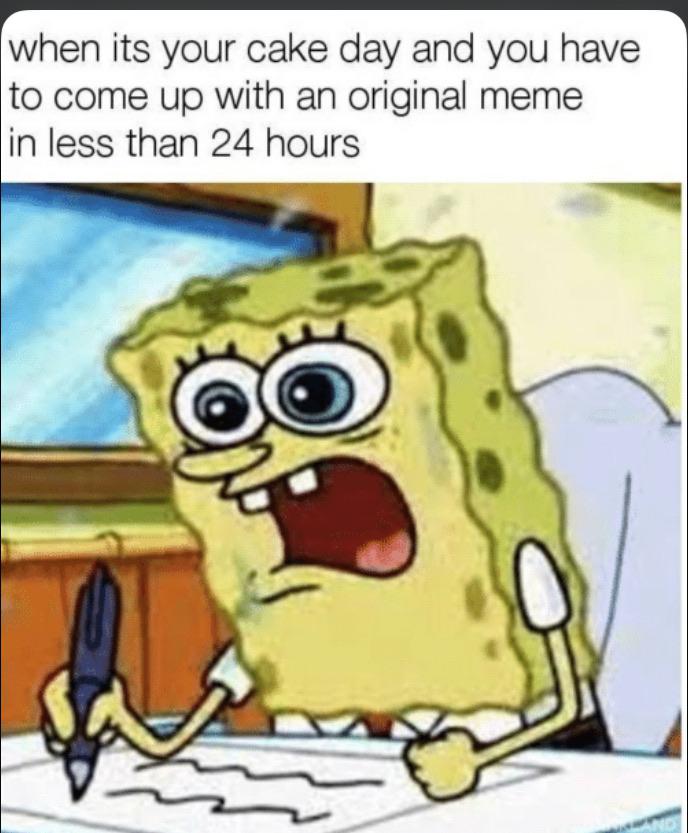 when its your cake day and you have
to come up with an original meme
in less than 24 hours